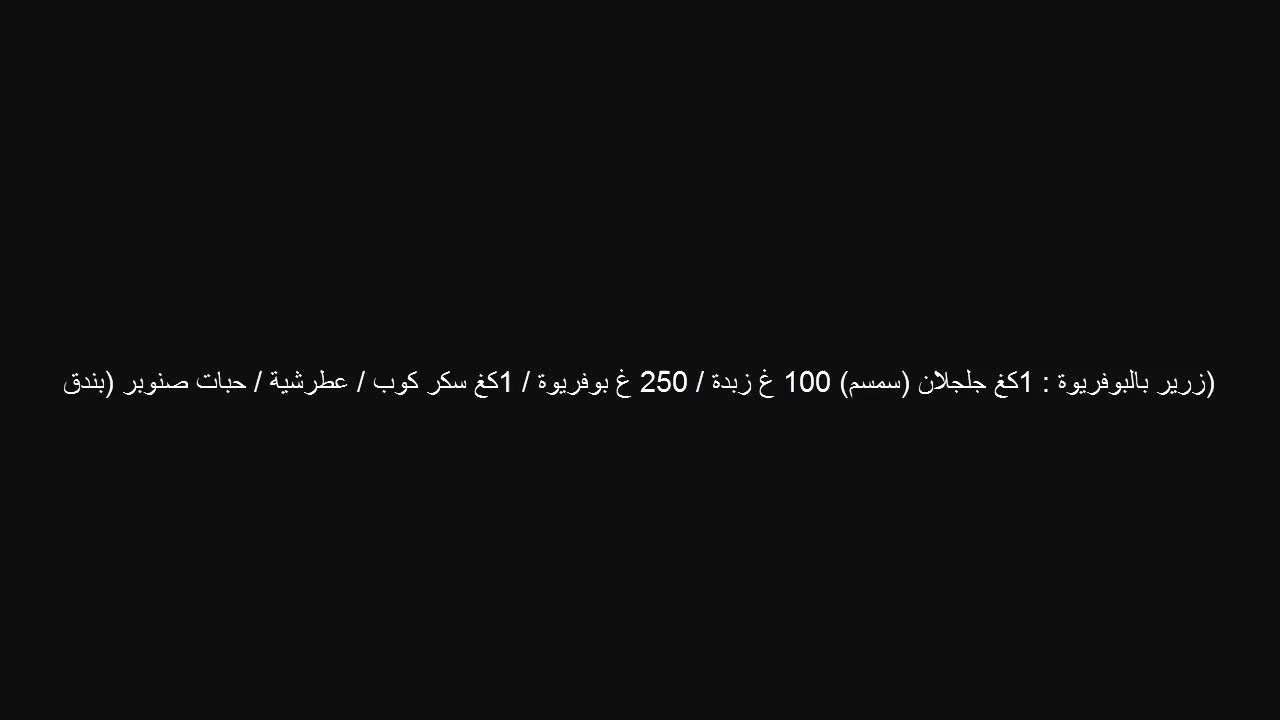 زرير بالبوفريوة : 1كغ جلجلان (سمسم) 100 غ زبدة / 250 غ بوفريوة / 1كغ سكر كوب / عطرشية / حبات صنوبر (بندق)